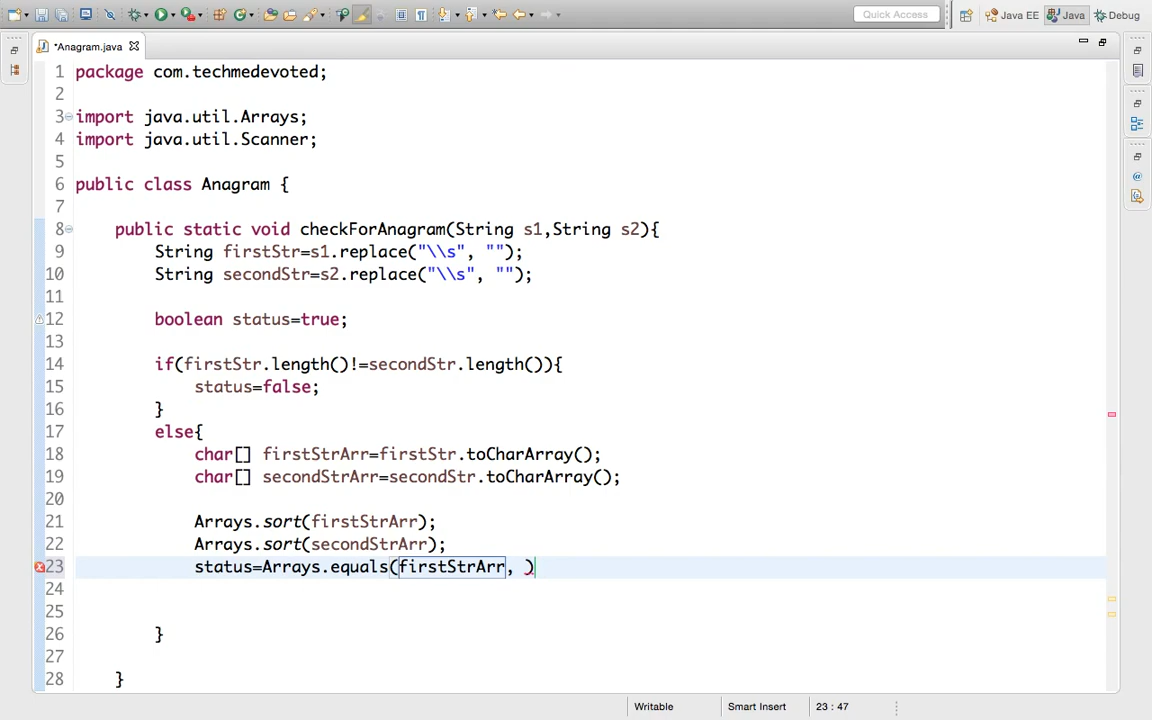 Quick Access
Java EE
Java
Debug
*Anagram.java
1 package com.techmedevoted;
2
3 import java.util.Arrays;
4 import java.util.Scanner;
5
6 public class Anagram {
7
8 public static void checkForAnagram(String s1,String s2){
9 String firstStr=s1.replace("\\s", "");
10 String secondStr=s2.replace("\\s", "");
11
12 boolean status=true;
13
14 if(firstStr.length()!=secondStr.length()){
15 status=false;
16 }
17 else{
18 char[] firstStrArr=firstStr.toCharArray();
19 char[] secondStrArr=secondStr.toCharArray();
20
21 Arrays.sort(firstStrArr);
22 Arrays.sort(secondStrArr);
23 status=Arrays.equals(firstStrArr, )
24
25
26 }
27
28 }
Writable
Smart Insert
23 : 47